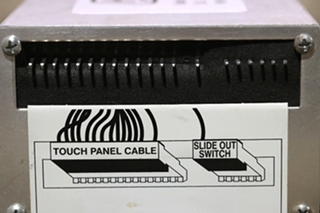 TOUCH PANEL CABLE
SLIDE OUT
SWITCH